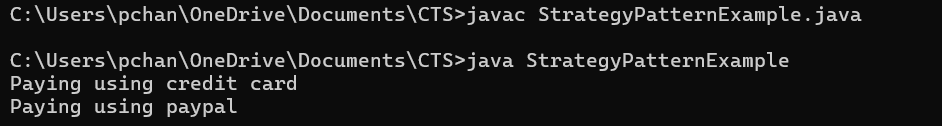 C:\Users\pchan\OneDrive\Documents\CTS>javac StrategyPatternExample.java
C:\Users\pchan\OneDrive\Documents\CTS>java StrategyPatternExample
Paying using credit card
Paying using paypal